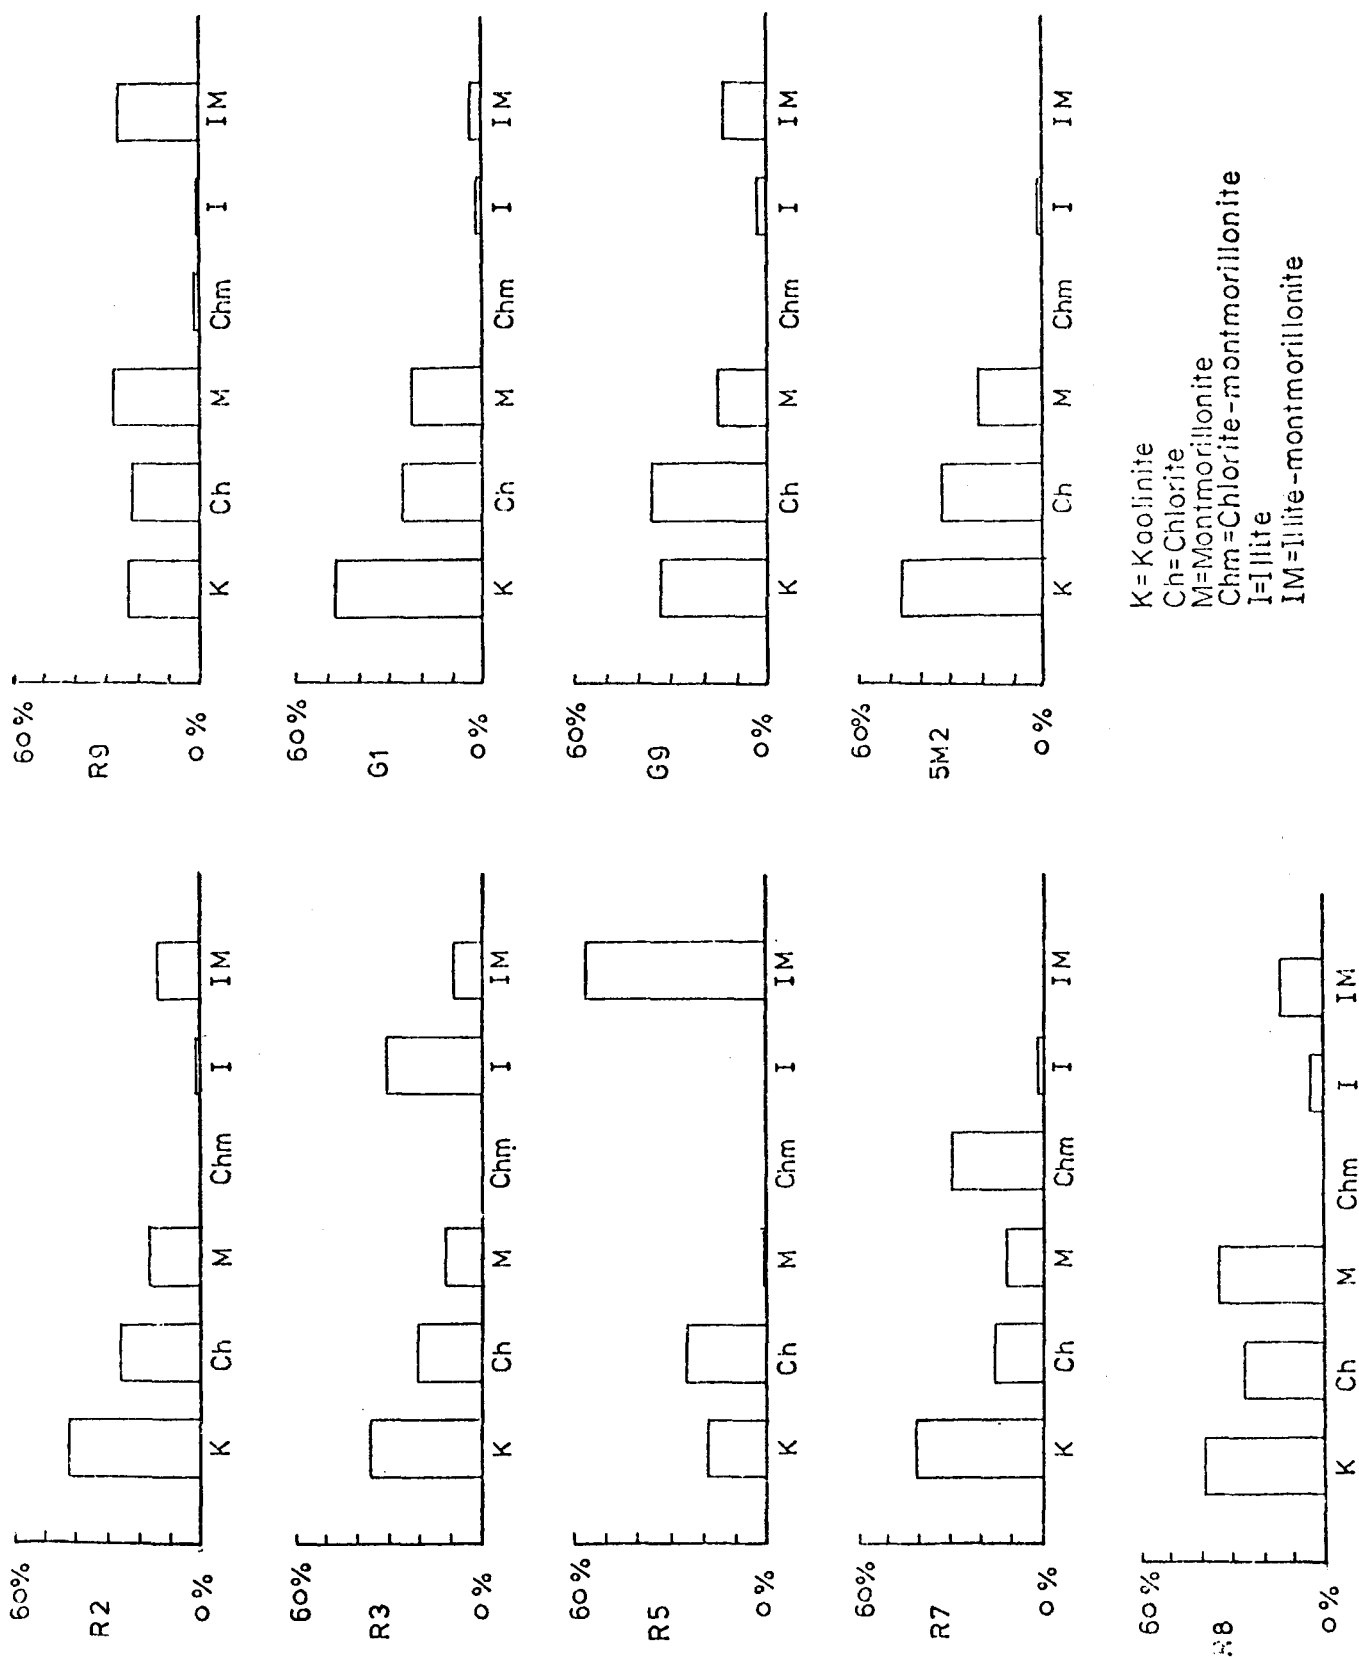 60%
R2
0%
K Ch M Chm I IM
60%
R3
0%
K Ch M Chm I IM
60%
R5
0%
K Ch M Chm I IM
60%
R7
0%
K Ch M Chm I IM
60%
R8
0%
K Ch M Chm I IM
60%
R9
0%
K Ch M Chm I IM
60%
G1
0%
K Ch M Chm I IM
60%
G9
0%
K Ch M Chm I IM
60%
5M2
0%
K Ch M Chm I IM
K=Kaolinite
Ch=Chlorite
M=Montmorillonite
Chm=Chlorite-montmorillonite
I=Illite
IM=Illite-montmorillonite